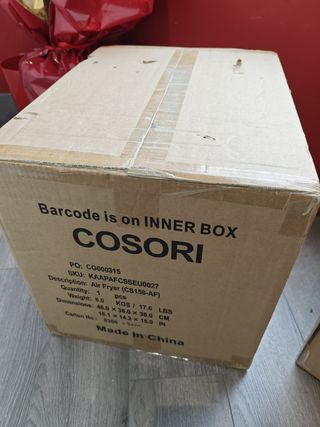 Barcode is on INNER BOX
COSORI
PO: CG000315
SKU: KAAPAFCSSEU0027
Description: Air Fryer (CS158-AF)
Quantity: 1 pcs
Weight: 8.0 KGS / 17.6 LBS
Dimensions: 46.0 × 36.0 × 38.0 CM
18.1 × 14.2 × 15.0 IN
Carton No.:
Made in China